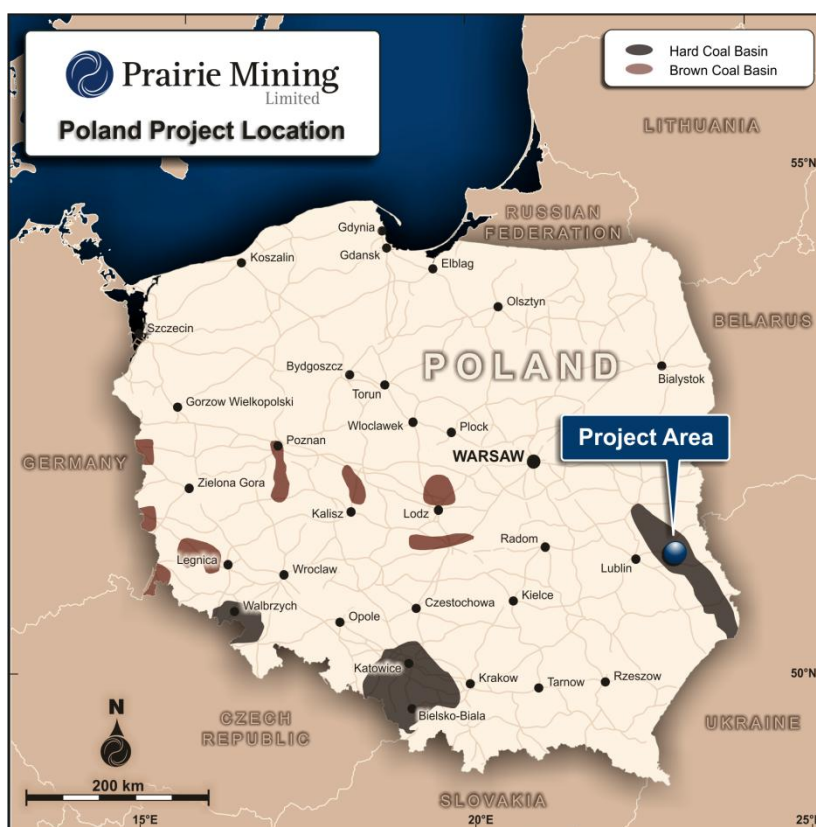 Prairie Mining
Limited
Poland Project Location
Hard Coal Basin
Brown Coal Basin
LITHUANIA
55°N
RUSSIAN
FEDERATION
Gdynia
Gdansk
Koszalin
Elblag
Olsztyn
BELARUS
Szczecin
POLAND
Bydgoszcz
Torun
Bialystok
Gorzow Wielkopolski
Wloclawek
Plock
Project Area
Poznan
WARSAW
GERMANY
Zielona Gora
Kalisz
Lodz
Radom
Legnica
Wroclaw
Lublin
Walbrzych
Opole
Czestochowa
Kielce
Katowice
Krakow
Tarnow
Rzeszow
50°N
N
Bielsko-Biala
CZECH
REPUBLIC
UKRAINE
200 km
SLOVAKIA
15°E
20°E
25°E